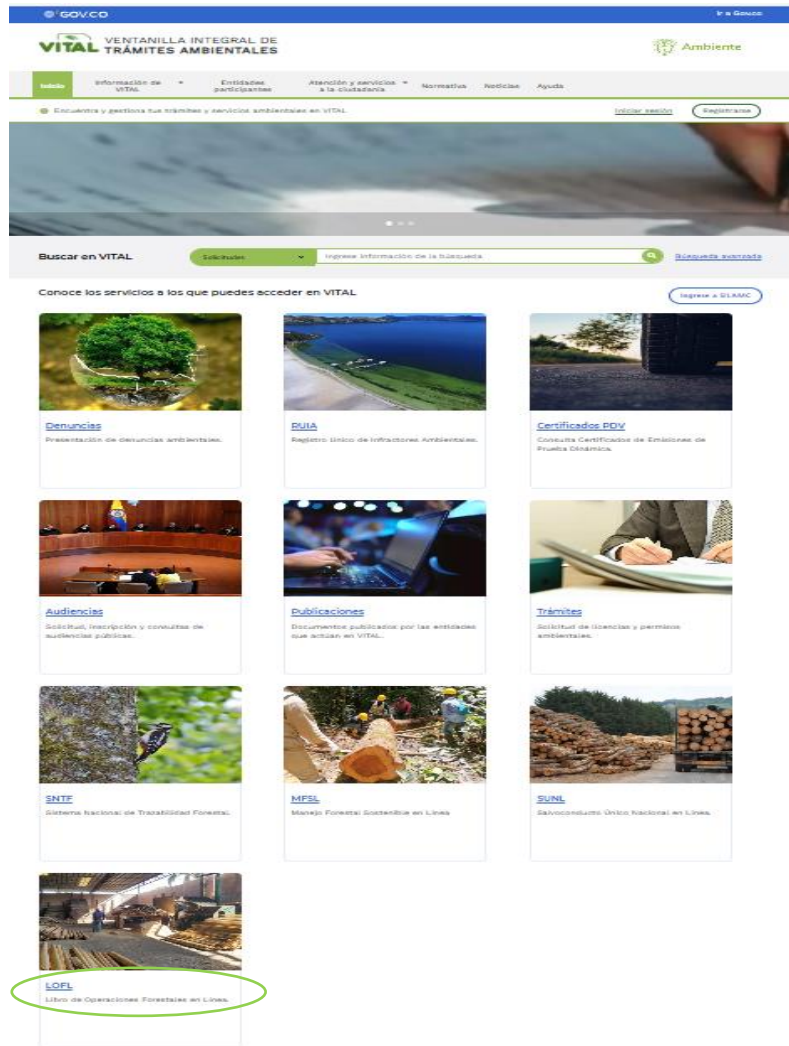 GOV.CO
Ir a Gov.co
VITAL
VENTANILLA INTEGRAL DE
TRÁMITES AMBIENTALES
Ambiente
Inicio
Información de
VITAL
Entidades
participantes
Atención y servicios
a la ciudadanía
Normativa
Noticias
Ayuda
Encuentra y gestiona tus trámites y servicios ambientales en VITAL
Iniciar sesión
Registrarse
Buscar en VITAL
Solicitudes
Ingrese información de la búsqueda
Búsqueda avanzada
Conoce los servicios a los que puedes acceder en VITAL
Ingrese a SILAMC
Denuncias
Presentación de denuncias ambientales.
RUIA
Registro Único de Infractores Ambientales.
Certificados PDV
Consulta Certificados de Emisiones de
Prueba Dinámica.
Audiencias
Solicitud, inscripción y consultas de
audiencias públicas.
Publicaciones
Documentos publicados por las entidades
que actúan en VITAL.
Trámites
Solicitud de licencias y permisos
ambientales.
SNTF
Sistema Nacional de Trazabilidad Forestal.
MFSL
Manejo Forestal Sostenible en Línea
SUNL
Salvoconducto Único Nacional en Línea.
LOFL
Libro de Operaciones Forestales en Línea.